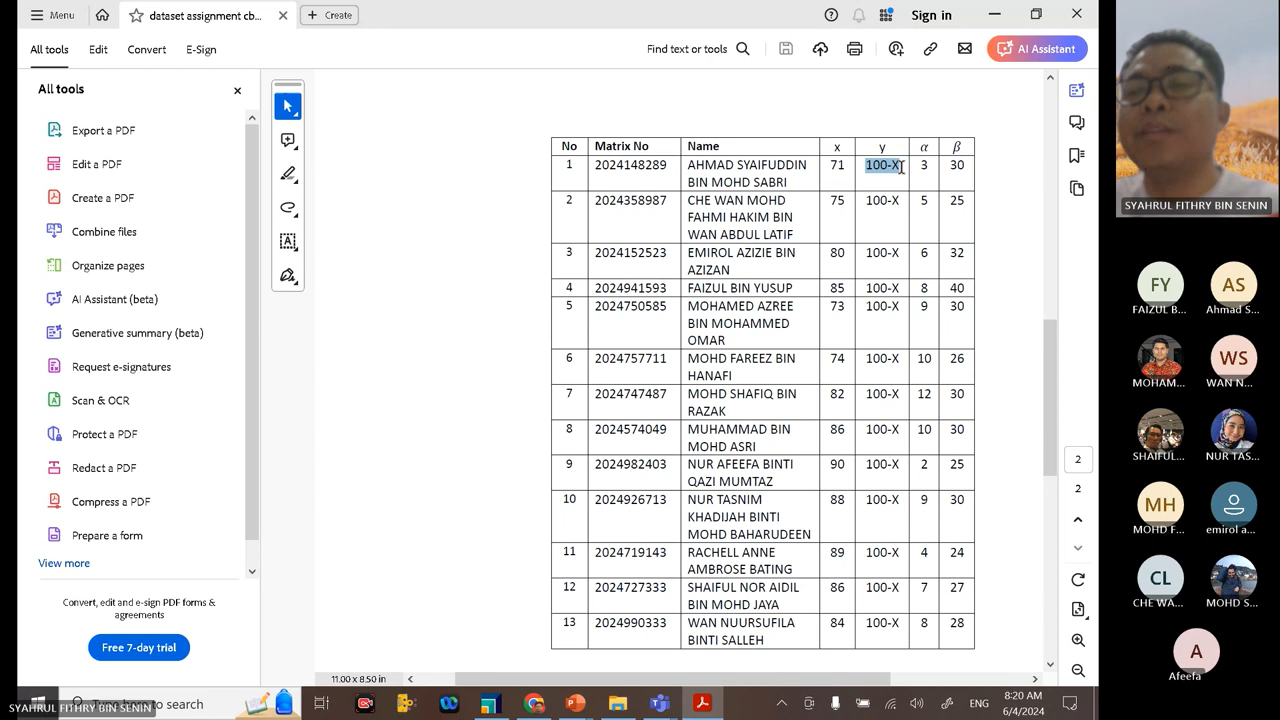 Menu
dataset assignment cb...
Create
Sign in
All tools
Edit
Convert
E-Sign
Find text or tools
AI Assistant
All tools
Export a PDF
Edit a PDF
Create a PDF
Combine files
Organize pages
AI Assistant (beta)
Generative summary (beta)
Request e-signatures
Scan & OCR
Protect a PDF
Redact a PDF
Compress a PDF
Prepare a form
View more
Convert, edit and e-sign PDF forms &
agreements
Free 7-day trial
No Matrix No Name x y α β
1 2024148289 AHMAD SYAIFUDDIN 71 100-X 3 30
BIN MOHD SABRI
2 2024358987 CHE WAN MOHD 75 100-X 5 25
FAHMI HAKIM BIN
WAN ABDUL LATIF
3 2024152523 EMIROL AZIZIE BIN 80 100-X 6 32
AZIZAN
4 2024941593 FAIZUL BIN YUSUP 85 100-X 8 40
5 2024750585 MOHAMED AZREE 73 100-X 9 30
BIN MOHAMMED
OMAR
6 2024757711 MOHD FAREEZ BIN 74 100-X 10 26
HANAFI
7 2024747487 MOHD SHAFIQ BIN 82 100-X 12 30
RAZAK
8 2024574049 MUHAMMAD BIN 86 100-X 10 30
MOHD ASRI
9 2024982403 NUR AFEEFA BINTI 90 100-X 2 25
QAZI MUMTAZ
10 2024926713 NUR TASNIM 88 100-X 9 30
KHADIJAH BINTI
MOHD BAHARUDEEN
11 2024719143 RACHELL ANNE 89 100-X 4 24
AMBROSE BATING
12 2024727333 SHAIFUL NOR AIDIL 86 100-X 7 27
BIN MOHD JAYA
13 2024990333 WAN NUURSUFILA 84 100-X 8 28
BINTI SALLEH
2
2
11.00 x 8.50 in
Type here to search
SYAHRUL FITHRY BIN SENIN
ENG
8:20 AM
6/4/2024
SYAHRUL FITHRY BIN SENIN
FY
FAIZUL B...
AS
Ahmad S...
MOHAM...
WS
WAN N...
SHAIFUL...
NUR TAS...
MH
MOHD F...
emirol a...
CL
CHE WA...
MOHD S...
A
Afeefa